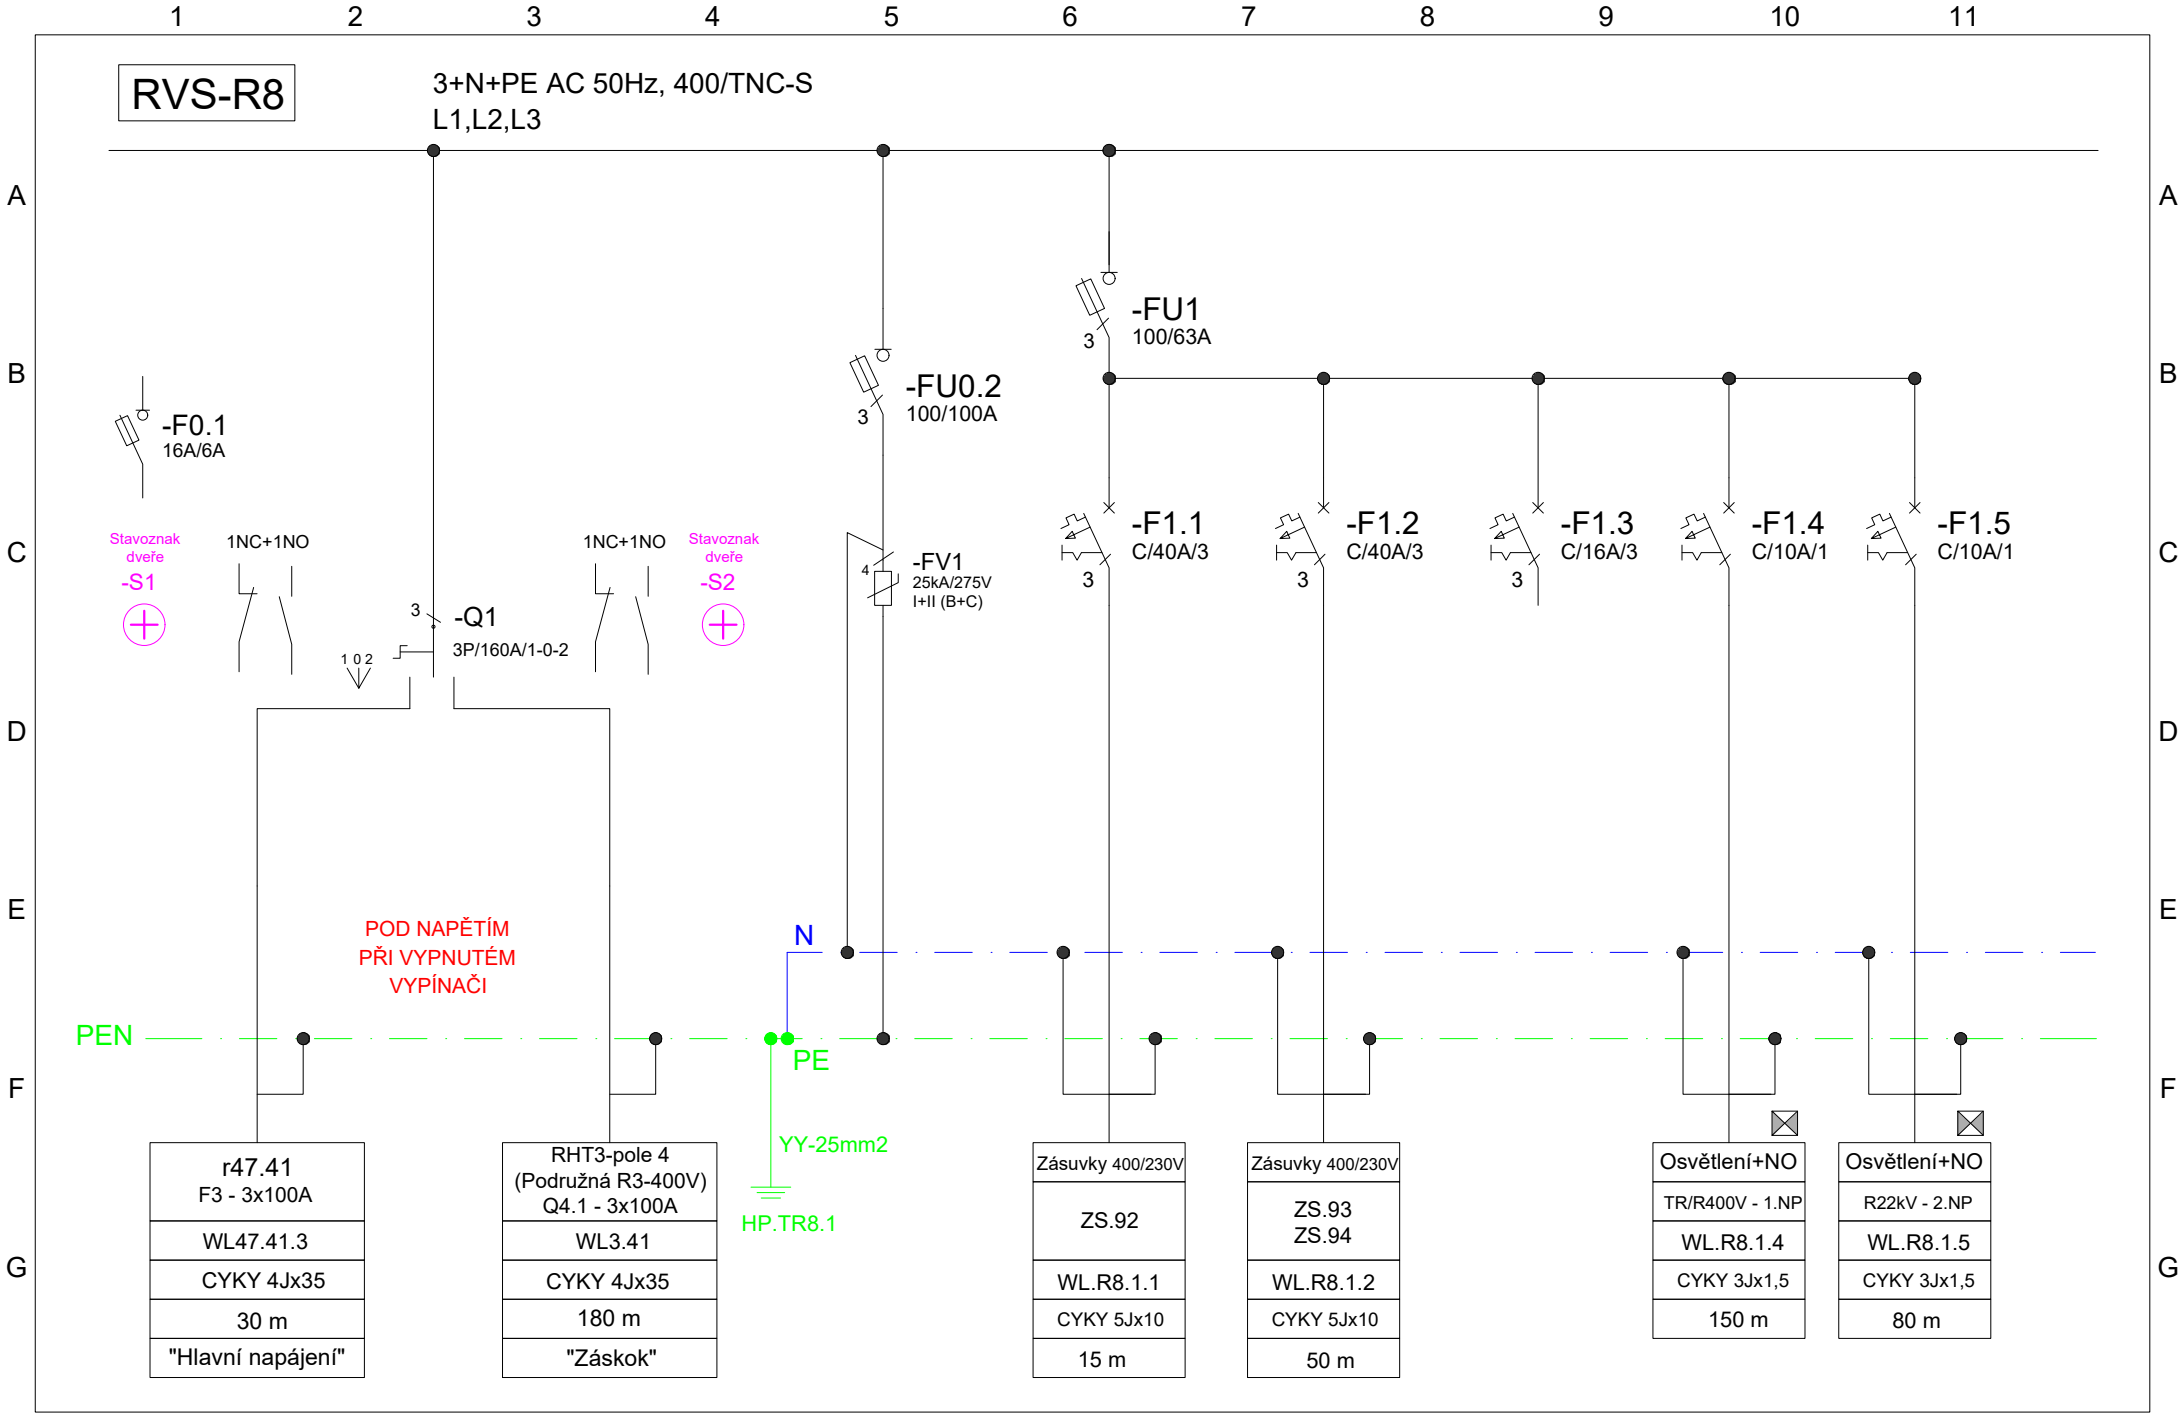 1 2 3 4 5 6 7 8 9 10 11
RVS-R8
3+N+PE AC 50Hz, 400/TNC-S
L1,L2,L3
A
A
-FU1
100/63A
3
B
B
-FU0.2
100/100A
3
-F0.1
16A/6A
C
C
Stavoznak
dveře
-S1
1NC+1NO
1NC+1NO
Stavoznak
dveře
-S2
3
-Q1
3P/160A/1-0-2
1 0 2
4
-FV1
25kA/275V
I+II (B+C)
-F1.1
C/40A/3
3
-F1.2
C/40A/3
3
-F1.3
C/16A/3
3
-F1.4
C/10A/1
-F1.5
C/10A/1
D
D
E
E
POD NAPĚTÍM
PŘI VYPNUTÉM
VYPÍNAČI
N
PEN
PE
F
F
YY-25mm2
HP.TR8.1
G
G
r47.41
F3 - 3x100A
WL47.41.3
CYKY 4Jx35
30 m
"Hlavní napájení"
RHT3-pole 4
(Podružná R3-400V)
Q4.1 - 3x100A
WL3.41
CYKY 4Jx35
180 m
"Záskok"
Zásuvky 400/230V
ZS.92
WL.R8.1.1
CYKY 5Jx10
15 m
Zásuvky 400/230V
ZS.93
ZS.94
WL.R8.1.2
CYKY 5Jx10
50 m
Osvětlení+NO
TR/R400V - 1.NP
WL.R8.1.4
CYKY 3Jx1,5
150 m
Osvětlení+NO
R22kV - 2.NP
WL.R8.1.5
CYKY 3Jx1,5
80 m